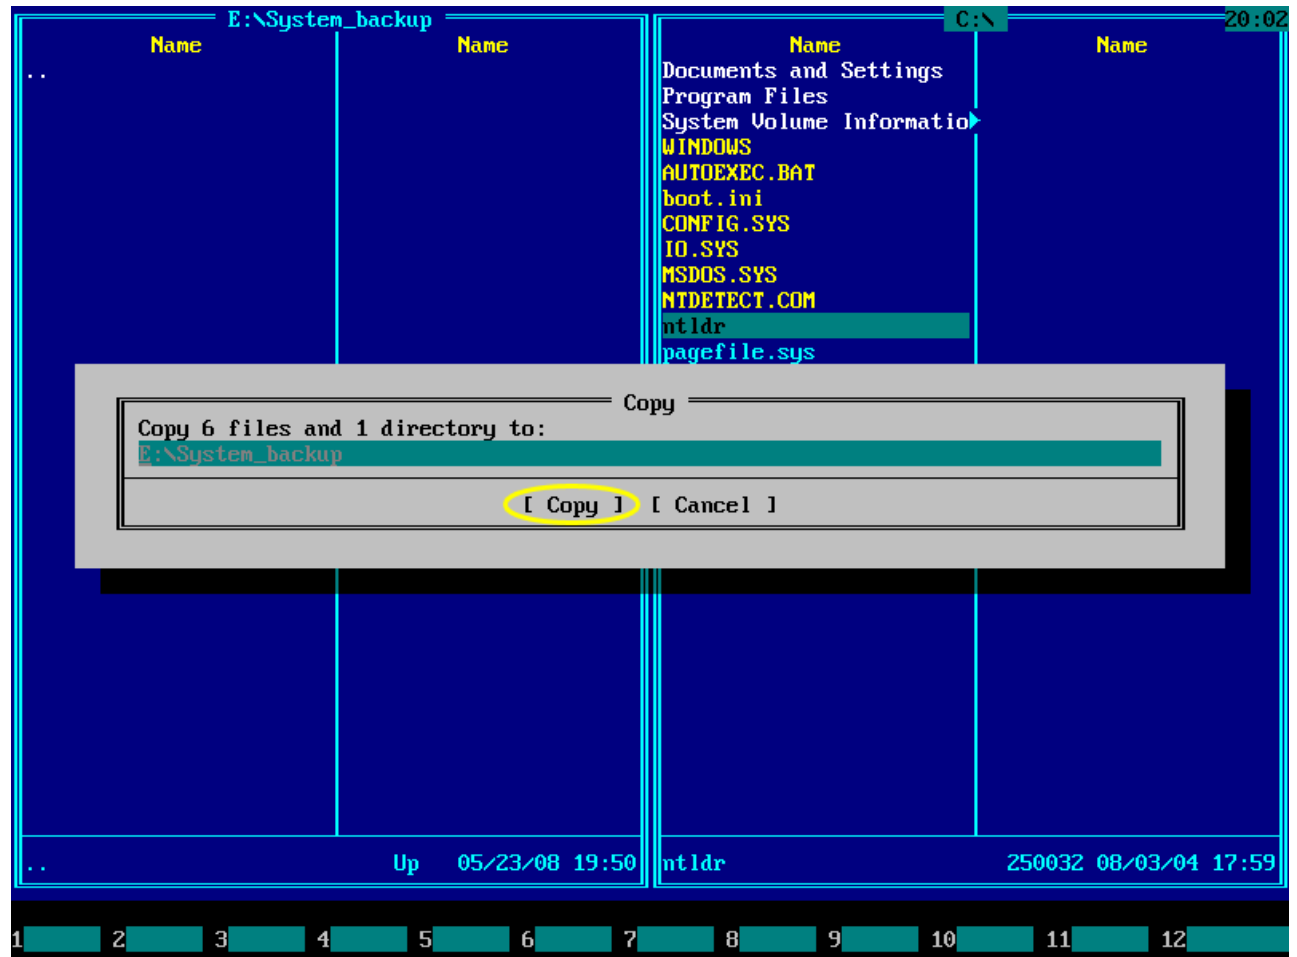 E:\System_backup
C:\
20:02
Name
Name
Name
Name
..
Documents and Settings
Program Files
System Volume Informatio
WINDOWS
AUTOEXEC.BAT
boot.ini
CONFIG.SYS
IO.SYS
MSDOS.SYS
NTDETECT.COM
ntldr
pagefile.sys
Copy
Copy 6 files and 1 directory to:
E:\System_backup
[ Copy ] [ Cancel ]
.. Up 05/23/08 19:50
ntldr 250032 08/03/04 17:59
1 2 3 4 5 6 7 8 9 10 11 12